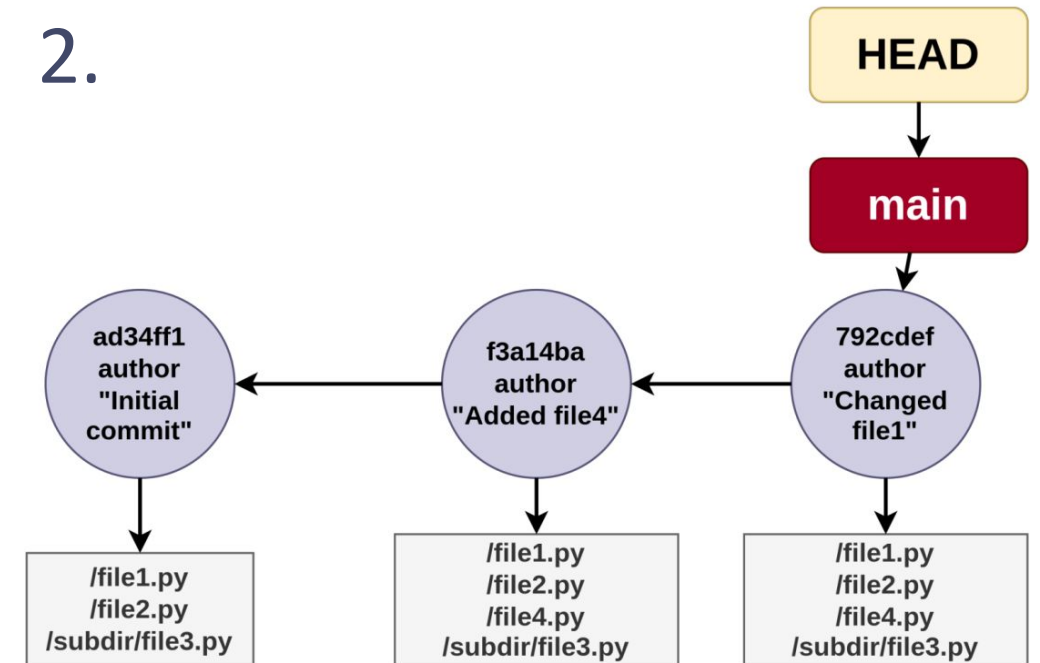 2.
HEAD
main
ad34ff1
author
"Initial
commit"
f3a14ba
author
"Added file4"
792cdef
author
"Changed
file1"
/file1.py
/file2.py
/subdir/file3.py
/file1.py
/file2.py
/file4.py
/subdir/file3.py
/file1.py
/file2.py
/file4.py
/subdir/file3.py